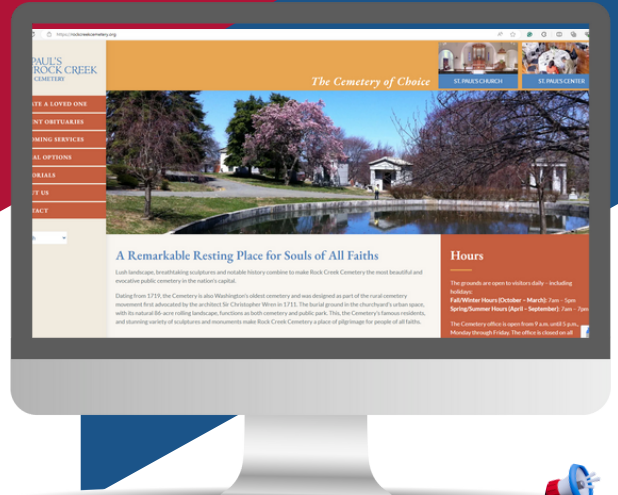 https://rockcreekcemetery.org
PAUL'S
ROCK CREEK
CEMETERY
The Cemetery of Choice
ST. PAUL'S CHURCH
ST. PAUL'S CENTER
ATE A LOVED ONE
ENT OBITUARIES
OMING SERVICES
AL OPTIONS
ORIALS
UT US
TACT
A Remarkable Resting Place for Souls of All Faiths
Lush landscape, breathtaking sculptures and notable history combine to make Rock Creek Cemetery the most beautiful and
evocative public cemetery in the nation's capital.
Dating from 1719, the Cemetery is also Washington's oldest cemetery and was designed as part of the rural cemetery
movement first advocated by the architect Sir Christopher Wren in 1711. The burial ground in the churchyard's urban space,
with its natural 86-acre rolling landscape, functions as both cemetery and public park. This, the Cemetery's famous residents,
and stunning variety of sculptures and monuments make Rock Creek Cemetery a place of pilgrimage for people of all faiths.
Hours
The grounds are open to visitors daily – including
holidays:
Fall/Winter Hours (October – March): 7am – 5pm
Spring/Summer Hours (April – September): 7am – 7pm
The Cemetery office is open from 9 a.m. until 5 p.m.,
Monday through Friday. The office is closed on all